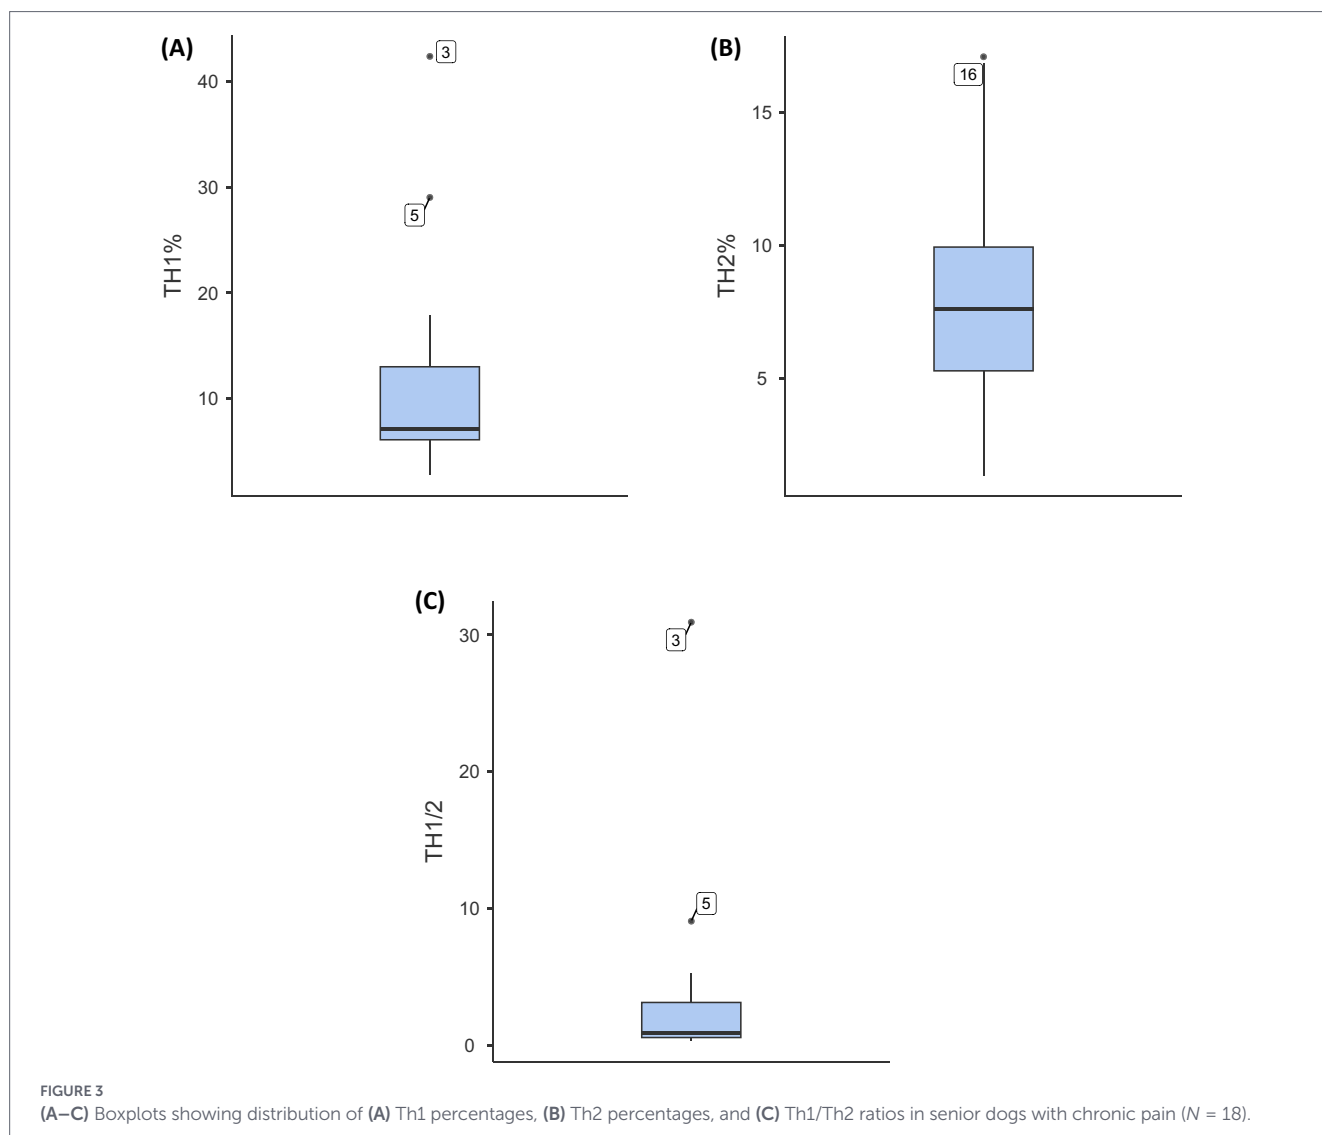 (A)
3
40
30
5
TH1%
20
10
(B)
16
15
10
TH2%
5
(C)
30
3
20
TH1/2
10
5
0
FIGURE 3
(A–C) Boxplots showing distribution of (A) Th1 percentages, (B) Th2 percentages, and (C) Th1/Th2 ratios in senior dogs with chronic pain (N = 18).